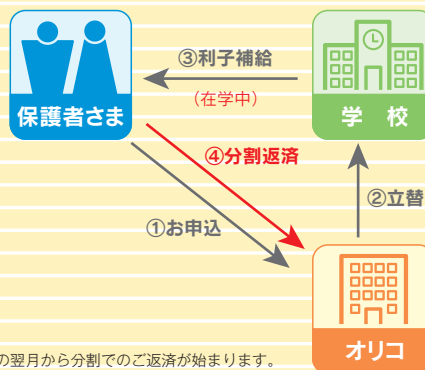 ③利子補給
(在学中)
保護者さま
学 校
④分割返済
②立替
①お申込
オリコ
の翌月から分割でのご返済が始まります。